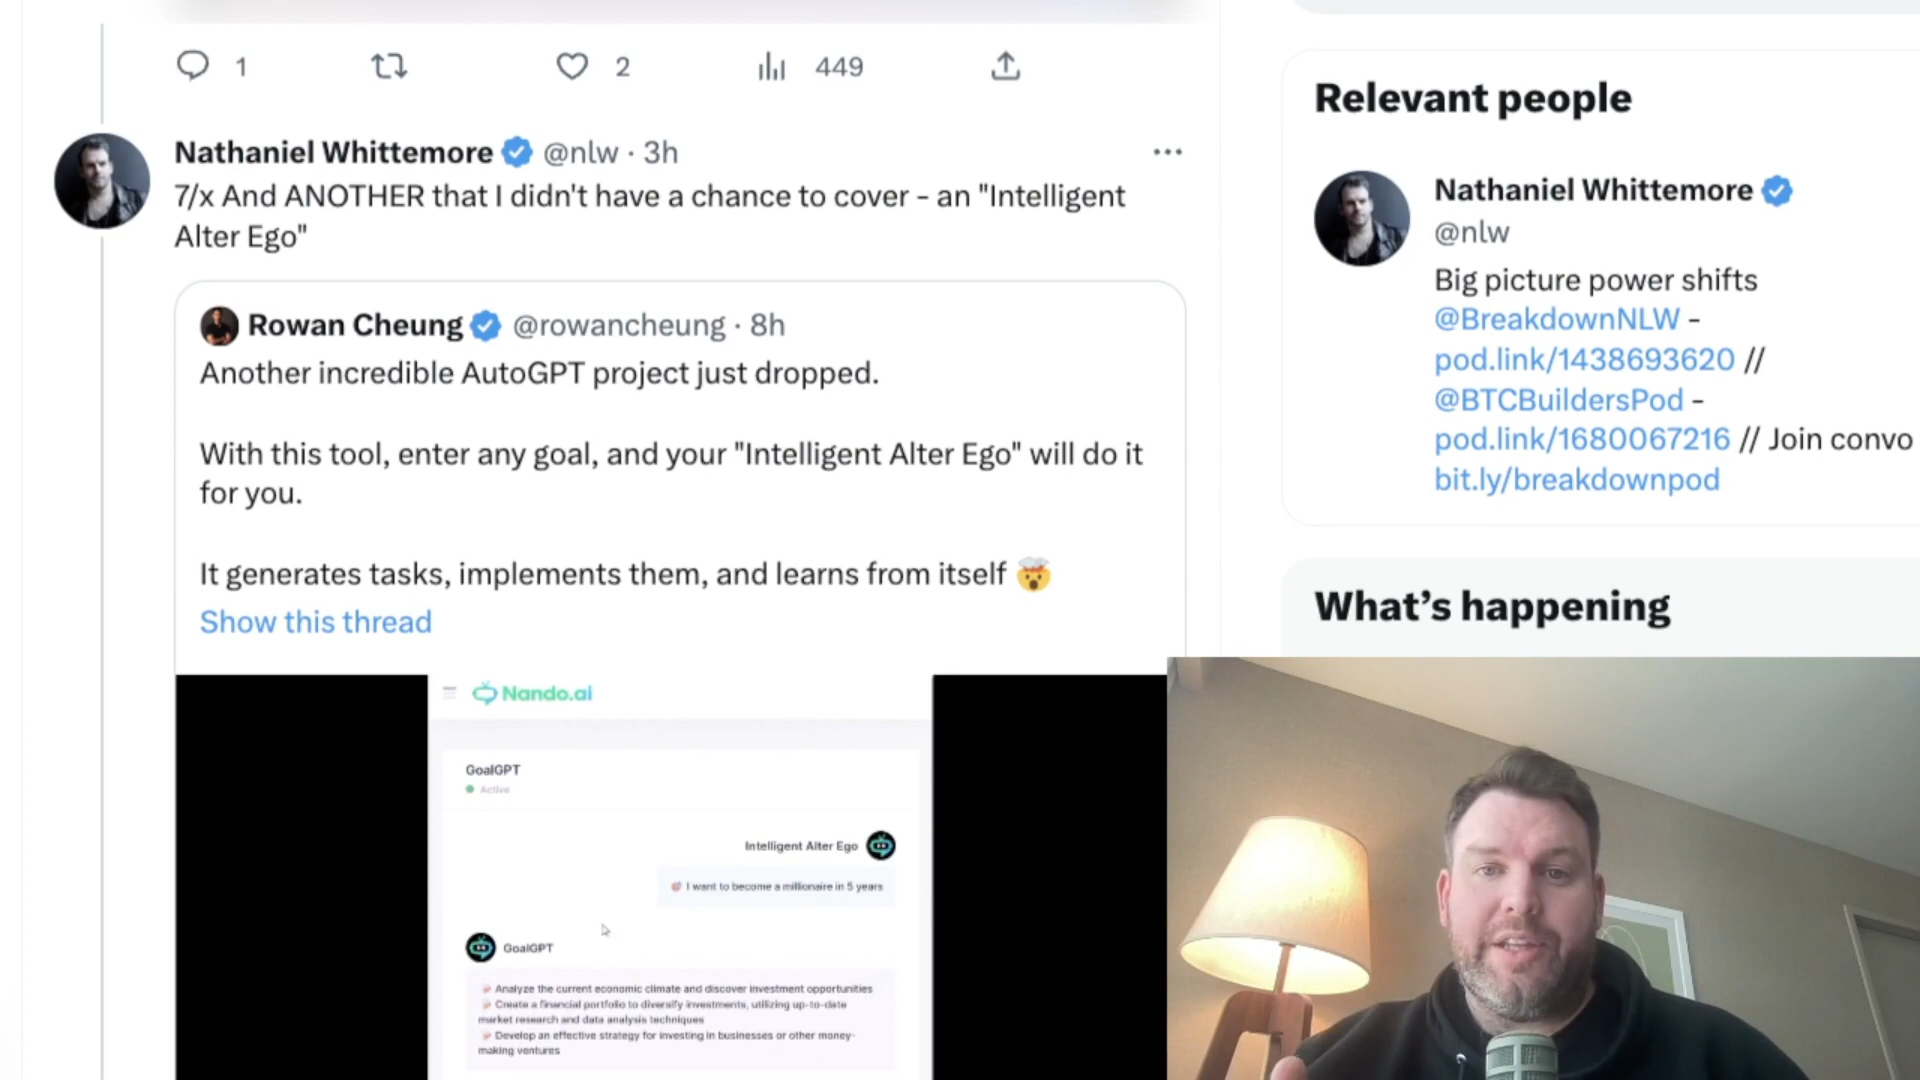 1
2
449
Nathaniel Whittemore @nlw · 3h
7/x And ANOTHER that I didn't have a chance to cover – an "Intelligent
Alter Ego"
Rowan Cheung @rowancheung · 8h
Another incredible AutoGPT project just dropped.
With this tool, enter any goal, and your "Intelligent Alter Ego" will do it
for you.
It generates tasks, implements them, and learns from itself 🤯
Show this thread
Nando.ai
GoalGPT
Active
Intelligent Alter Ego
🎯 I want to become a millionaire in 5 years
GoalGPT
Analyze the current economic climate and discover investment opportunities
Create a financial portfolio to diversify investments, utilizing up-to-date
market research and data analysis techniques
Develop an effective strategy for investing in businesses or other money-
making ventures
Relevant people
Nathaniel Whittemore
@nlw
Big picture power shifts
@BreakdownNLW –
pod.link/1438693620 //
@BTCBuildersPod –
pod.link/1680067216 // Join convo
bit.ly/breakdownpod
What's happening